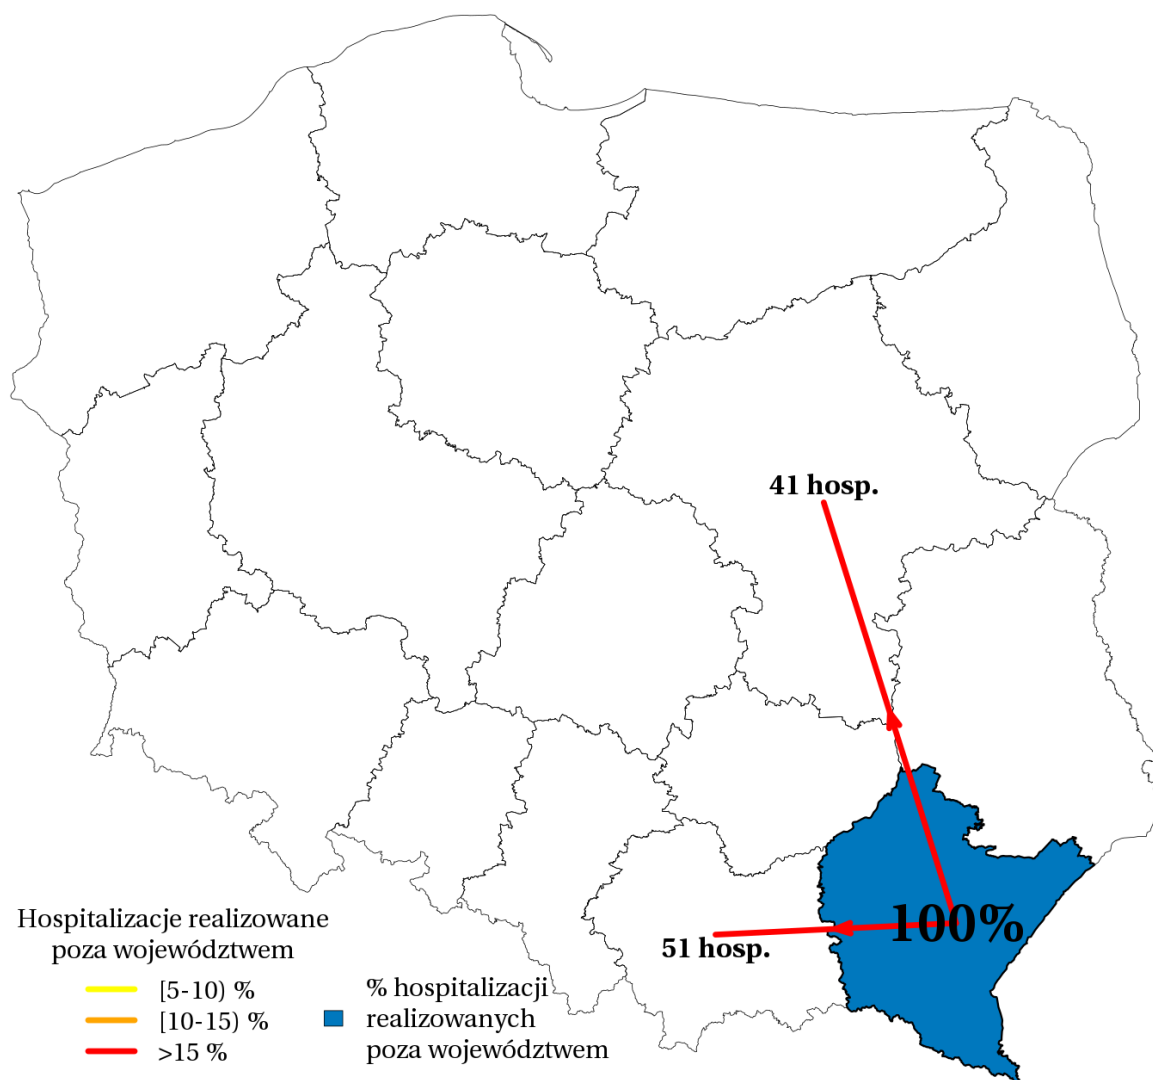 41 hosp.
100%
51 hosp.
Hospitalizacje realizowane
poza województwem
[5-10) %
[10-15) %
>15 %
% hospitalizacji
realizowanych
poza województwem